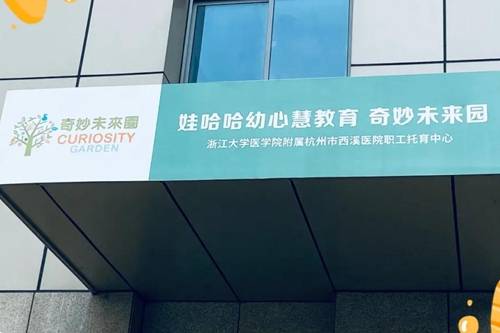 奇妙未來園
CURIOSITY
GARDEN
娃哈哈幼心慧教育 奇妙未来园
浙江大学医学院附属杭州市西溪医院职工托育中心